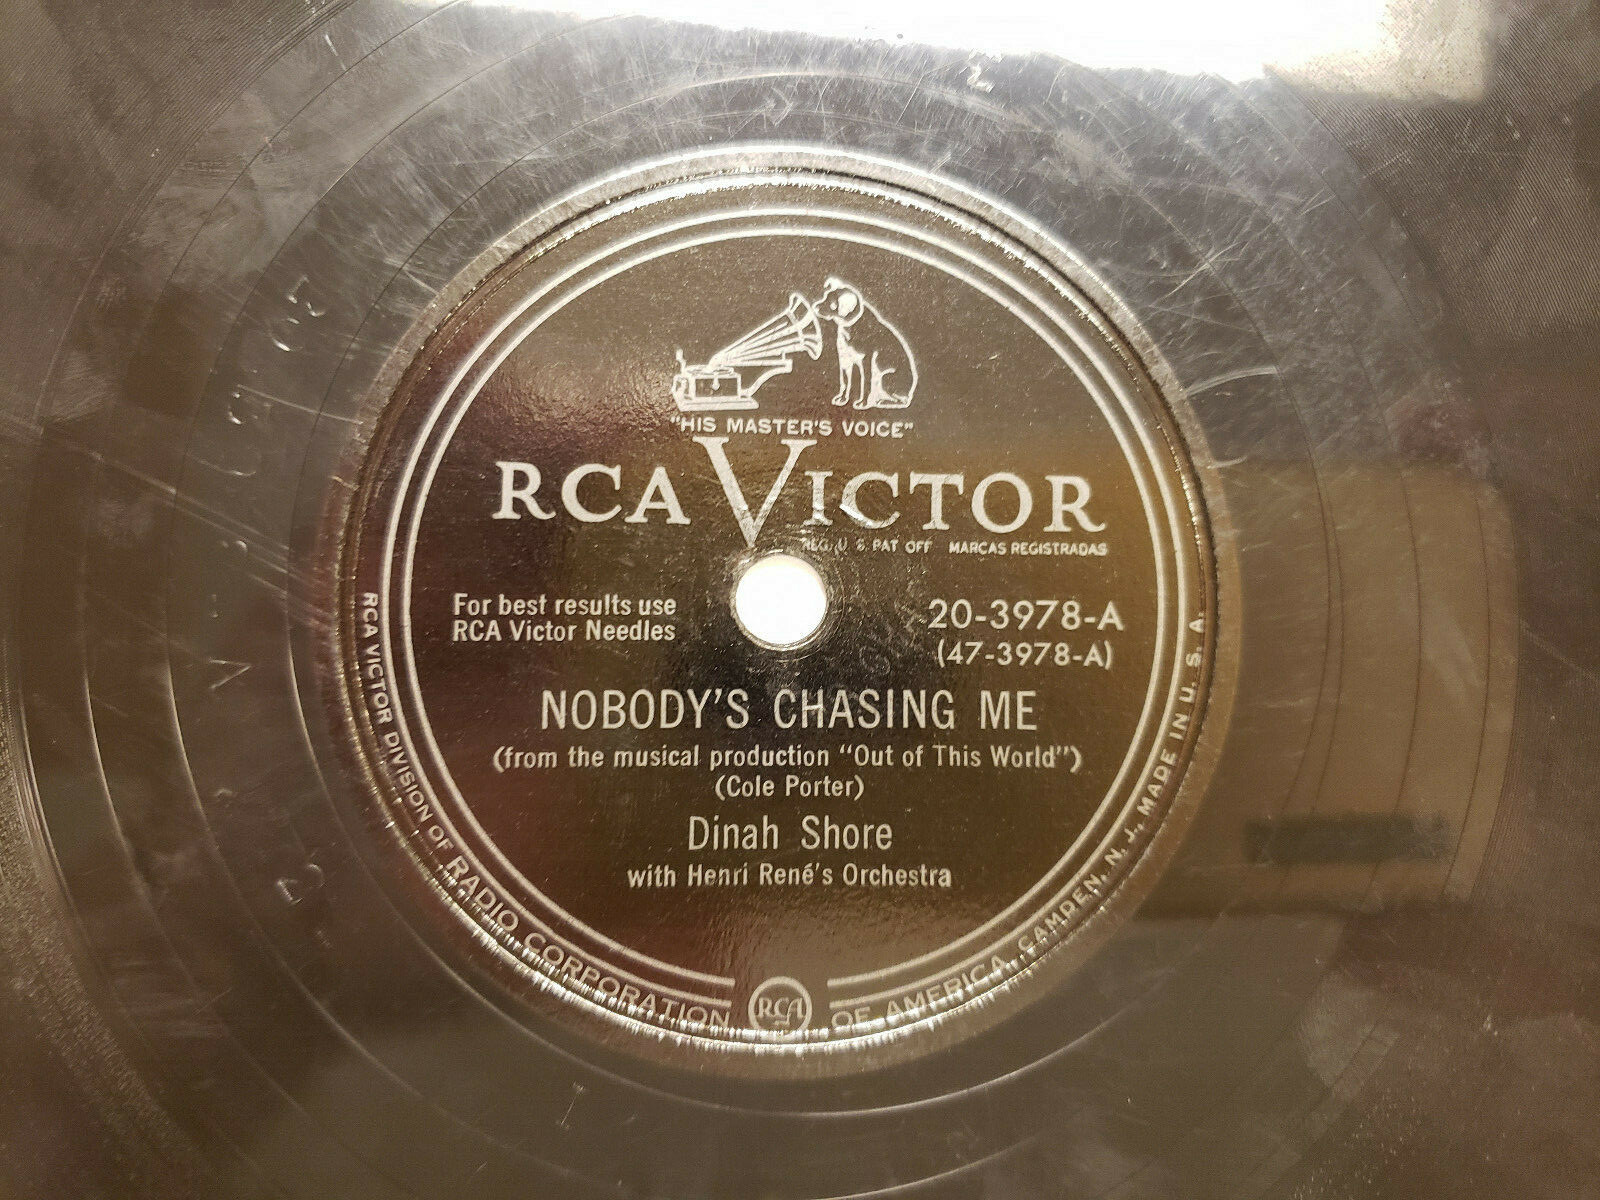 "HIS MASTER'S VOICE"
RCA VICTOR
REG. U. S. PAT OFF MARCAS REGISTRADAS
For best results use
RCA Victor Needles
20-3978-A
(47-3978-A)
NOBODY'S CHASING ME
(from the musical production "Out of This World")
(Cole Porter)
Dinah Shore
with Henri René's Orchestra
RCA VICTOR DIVISION OF RADIO CORPORATION OF AMERICA, CAMDEN, N. J., MADE IN U. S. A.
RCA